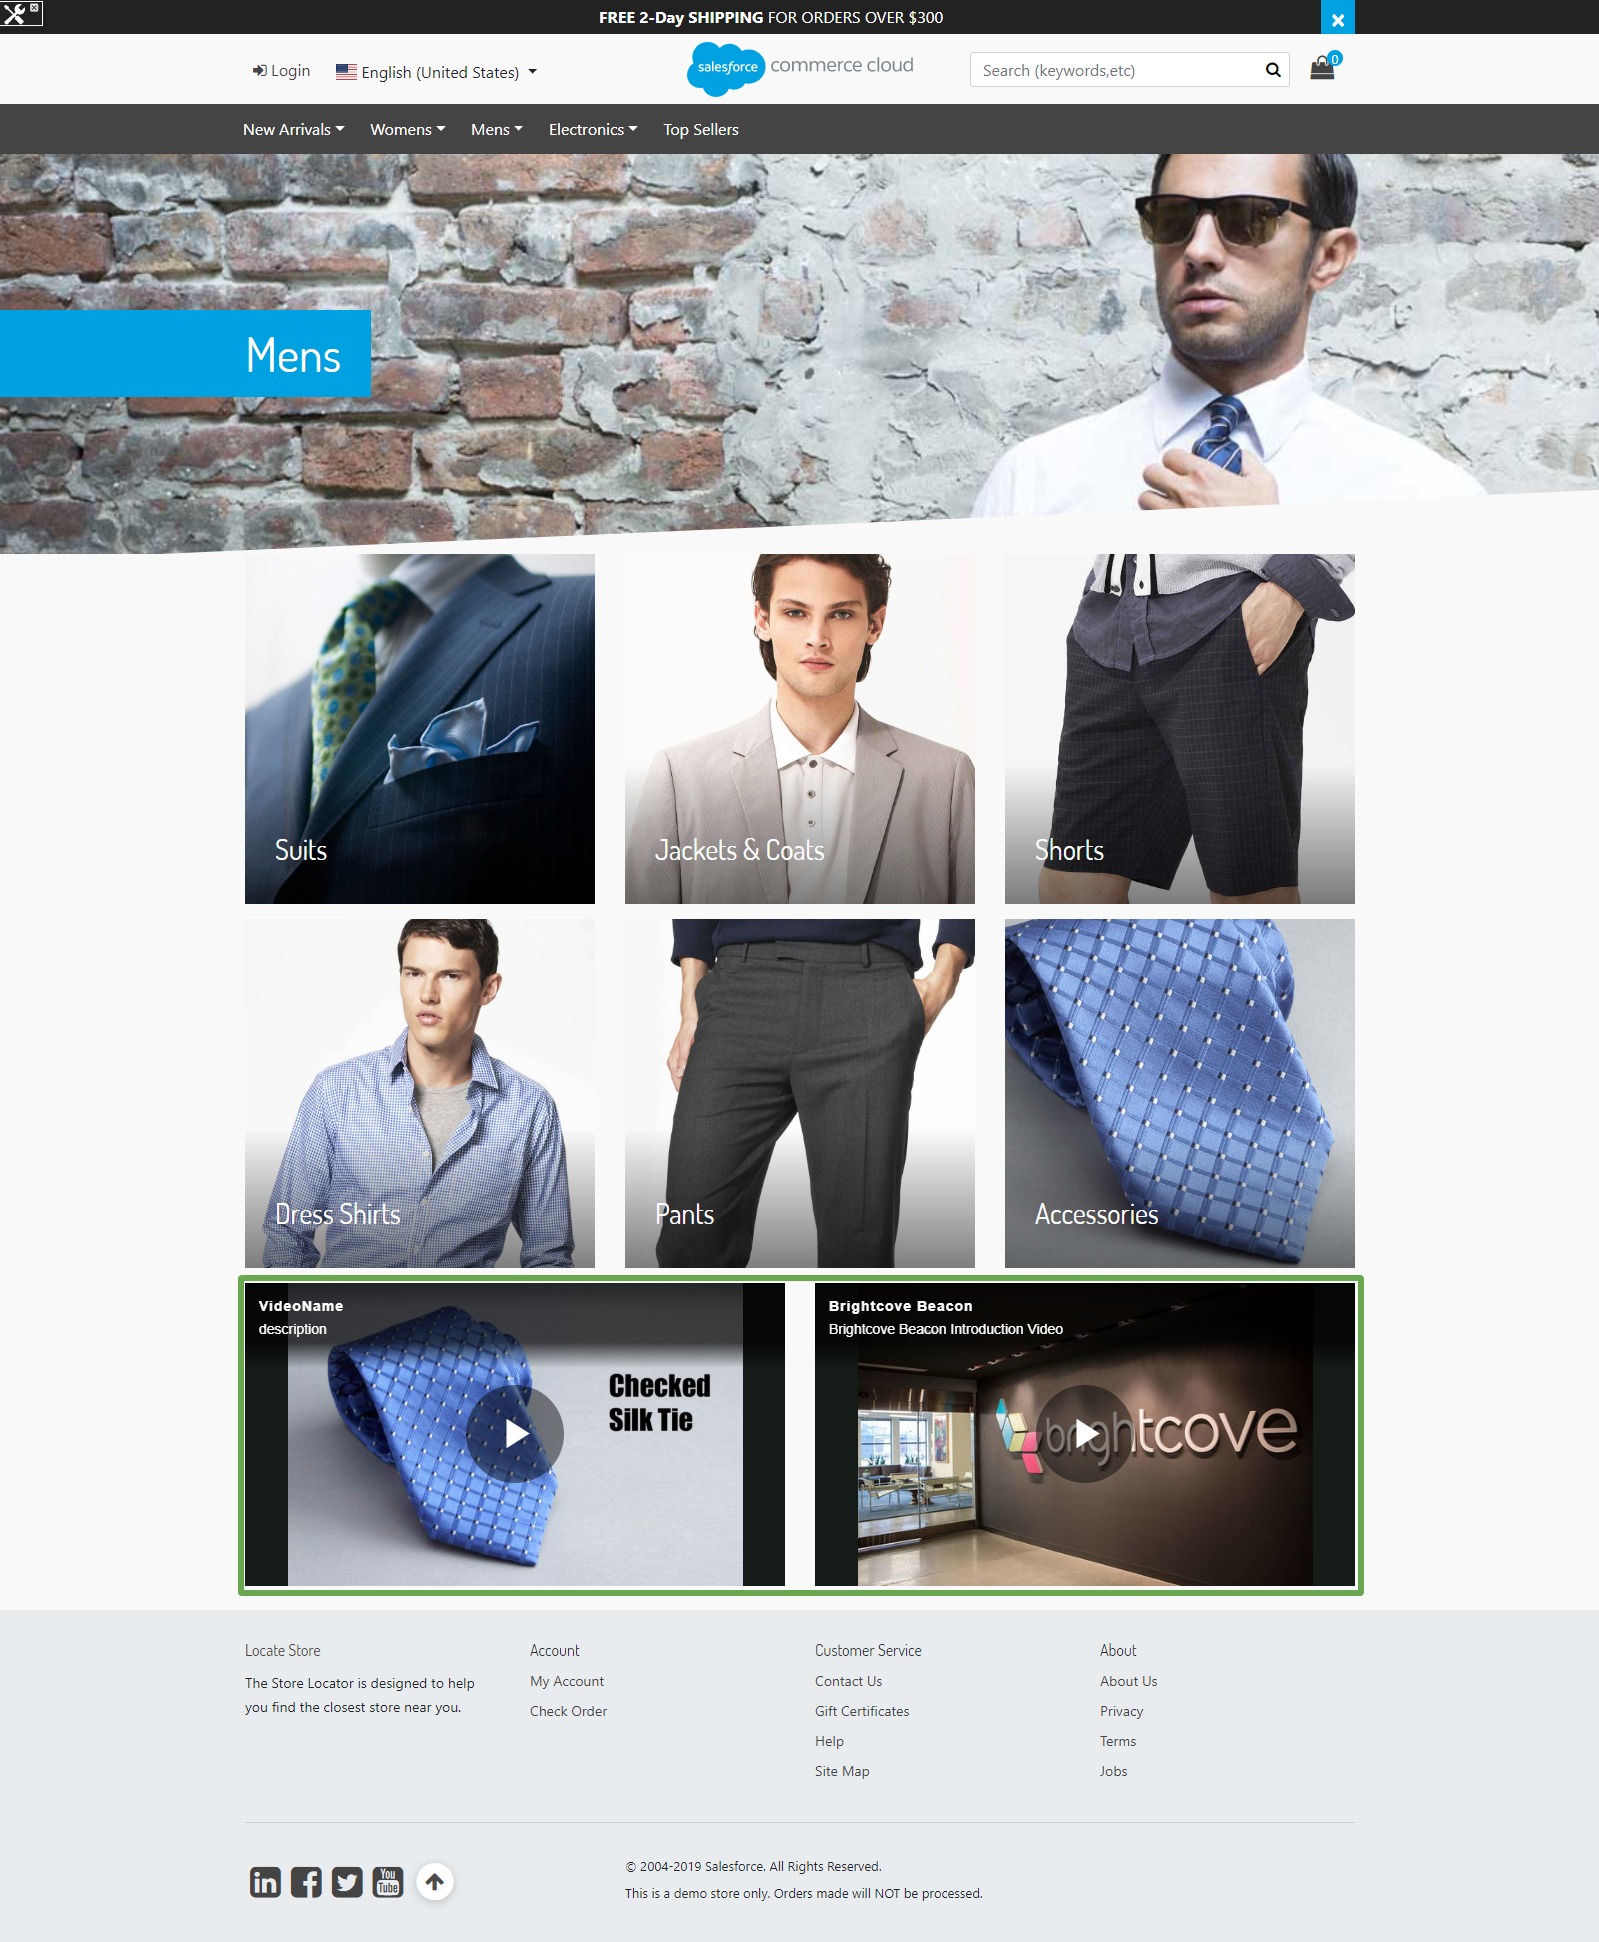 FREE 2-Day SHIPPING FOR ORDERS OVER $300
Login
English (United States)
salesforce commerce cloud
Search (keywords,etc)
0
New Arrivals Womens Mens Electronics Top Sellers
Mens
Suits
Jackets & Coats
Shorts
Dress Shirts
Pants
Accessories
VideoName
description
Checked
Silk Tie
Brightcove Beacon
Brightcove Beacon Introduction Video
brightcove
Locate Store
The Store Locator is designed to help
you find the closest store near you.
Account
My Account
Check Order
Customer Service
Contact Us
Gift Certificates
Help
Site Map
About
About Us
Privacy
Terms
Jobs
in
You
Tube
© 2004-2019 Salesforce. All Rights Reserved.
This is a demo store only. Orders made will NOT be processed.